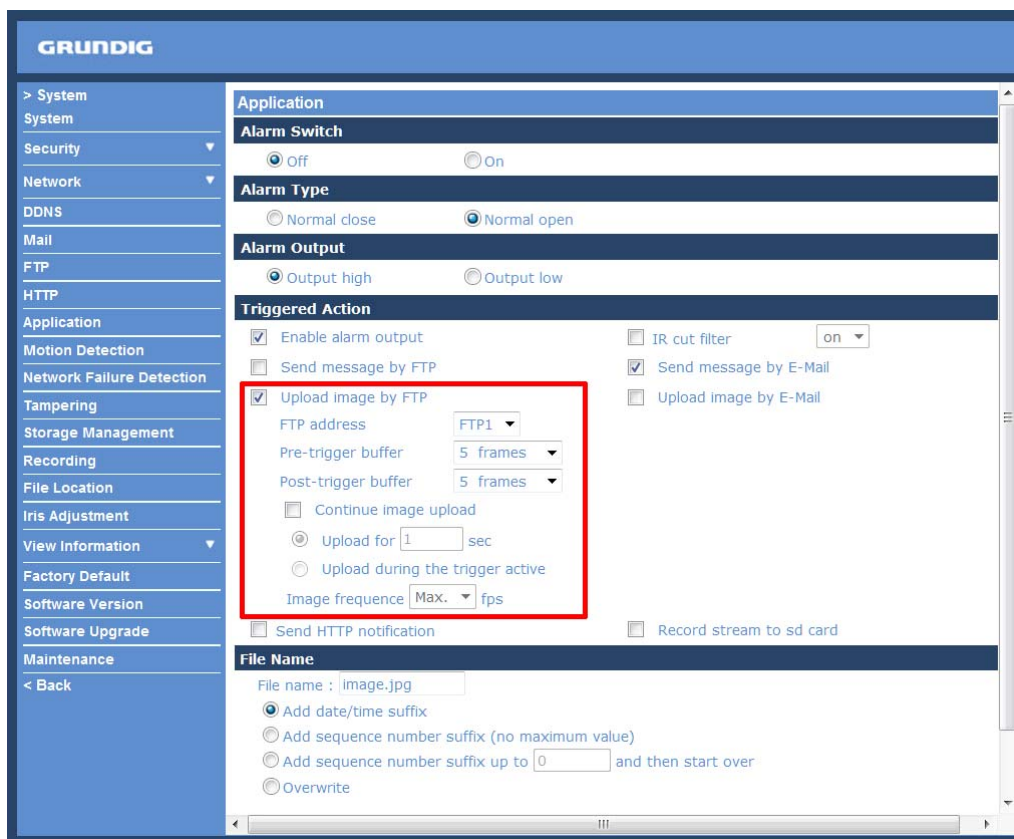 GRUNDIG
> System
System
Security
Network
DDNS
Mail
FTP
HTTP
Application
Motion Detection
Network Failure Detection
Tampering
Storage Management
Recording
File Location
Iris Adjustment
View Information
Factory Default
Software Version
Software Upgrade
Maintenance
< Back
Application
Alarm Switch
Off On
Alarm Type
Normal close Normal open
Alarm Output
Output high Output low
Triggered Action
Enable alarm output IR cut filter on
Send message by FTP Send message by E-Mail
Upload image by FTP Upload image by E-Mail
FTP address FTP1
Pre-trigger buffer 5 frames
Post-trigger buffer 5 frames
Continue image upload
Upload for 1 sec
Upload during the trigger active
Image frequence Max. fps
Send HTTP notification Record stream to sd card
File Name
File name : image.jpg
Add date/time suffix
Add sequence number suffix (no maximum value)
Add sequence number suffix up to 0 and then start over
Overwrite